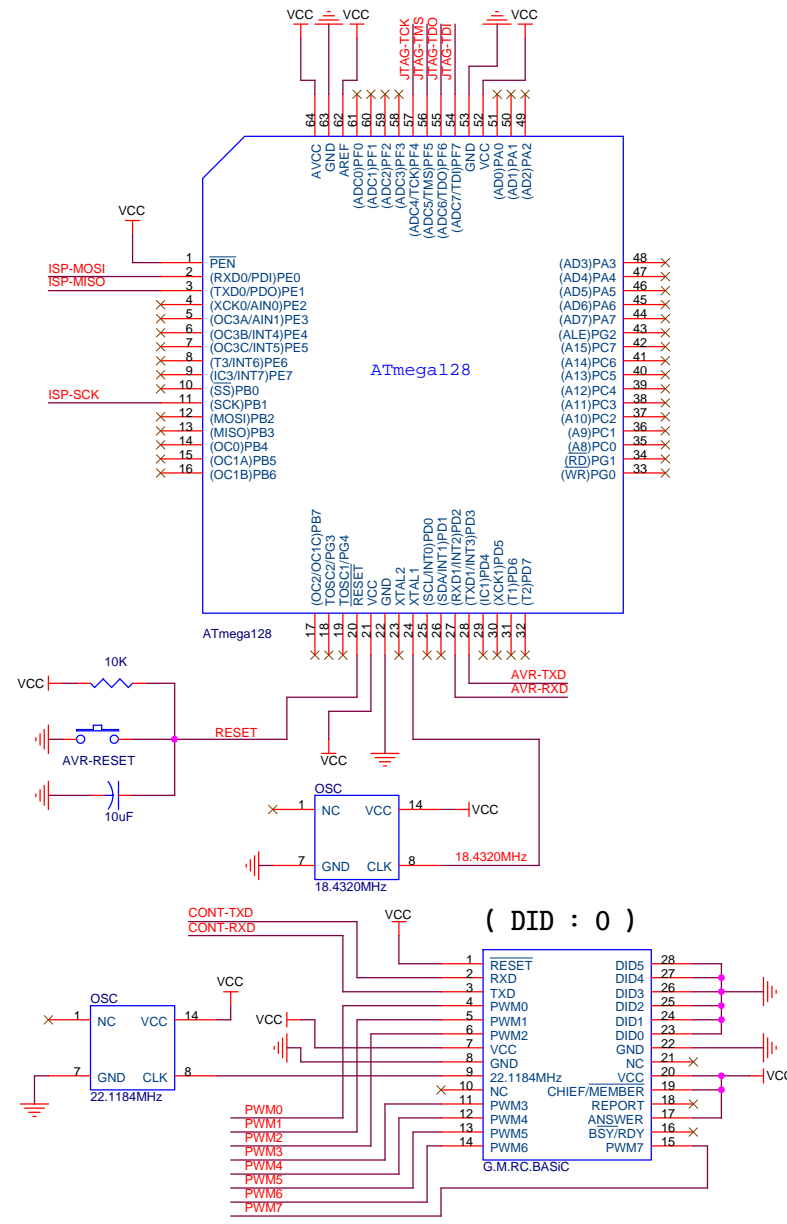 VCC
VCC
JTAG-TCK
JTAG-TMS
JTAG-TDO
JTAG-TDI
64
63
62
61
60
59
58
57
56
55
54
53
52
51
50
49
AVCC
GND
AREF
(ADC0)PF0
(ADC1)PF1
(ADC2)PF2
(ADC3)PF3
(ADC4/TCK)PF4
(ADC5/TMS)PF5
(ADC6/TDO)PF6
(ADC7/TDI)PF7
GND
VCC
(AD0)PA0
(AD1)PA1
(AD2)PA2
VCC
VCC
VCC
1 PEN
ISP-MOSI 2 (RXD0/PDI)PE0
ISP-MISO 3 (TXD0/PDO)PE1
4 (XCK0/AIN0)PE2
5 (OC3A/AIN1)PE3
6 (OC3B/INT4)PE4
7 (OC3C/INT5)PE5
8 (T3/INT6)PE6
9 (IC3/INT7)PE7
10 (SS)PB0
ISP-SCK 11 (SCK)PB1
12 (MOSI)PB2
13 (MISO)PB3
14 (OC0)PB4
15 (OC1A)PB5
16 (OC1B)PB6
ATmega128
(AD3)PA3 48
(AD4)PA4 47
(AD5)PA5 46
(AD6)PA6 45
(AD7)PA7 44
(ALE)PG2 43
(A15)PC7 42
(A14)PC6 41
(A13)PC5 40
(A12)PC4 39
(A11)PC3 38
(A10)PC2 37
(A9)PC1 36
(A8)PC0 35
(RD)PG1 34
(WR)PG0 33
(OC2/OC1C)PB7
TOSC2/PG3
TOSC1/PG4
RESET
VCC
GND
XTAL2
XTAL1
(SCL/INT0)PD0
(SDA/INT1)PD1
(RXD1/INT2)PD2
(TXD1/INT3)PD3
(IC1)PD4
(XCK1)PD5
(T1)PD6
(T2)PD7
17
18
19
20
21
22
23
24
25
26
27
28
29
30
31
32
ATmega128
AVR-TXD
AVR-RXD
10K
VCC
AVR-RESET
RESET
10uF
VCC
OSC
1 NC VCC 14 VCC
7 GND CLK 8 18.4320MHz
18.4320MHz
CONT-TXD
CONT-RXD
VCC
( DID : 0 )
1 RESET
2 RXD
3 TXD
4 PWM0
5 PWM1
6 PWM2
VCC 7 VCC
8 GND
9 22.1184MHz
10 NC
11 PWM3
12 PWM4
13 PWM5
14 PWM6
DID5 28
DID4 27
DID3 26
DID2 25
DID1 24
DID0 23
GND 22
NC 21
VCC 20 VCC
CHIEF/MEMBER 19
REPORT 18
ANSWER 17
BSY/RDY 16
PWM7 15
G.M.RC.BASiC
VCC
OSC
1 NC VCC 14
7 GND CLK 8
22.1184MHz
PWM0
PWM1
PWM2
PWM3
PWM4
PWM5
PWM6
PWM7